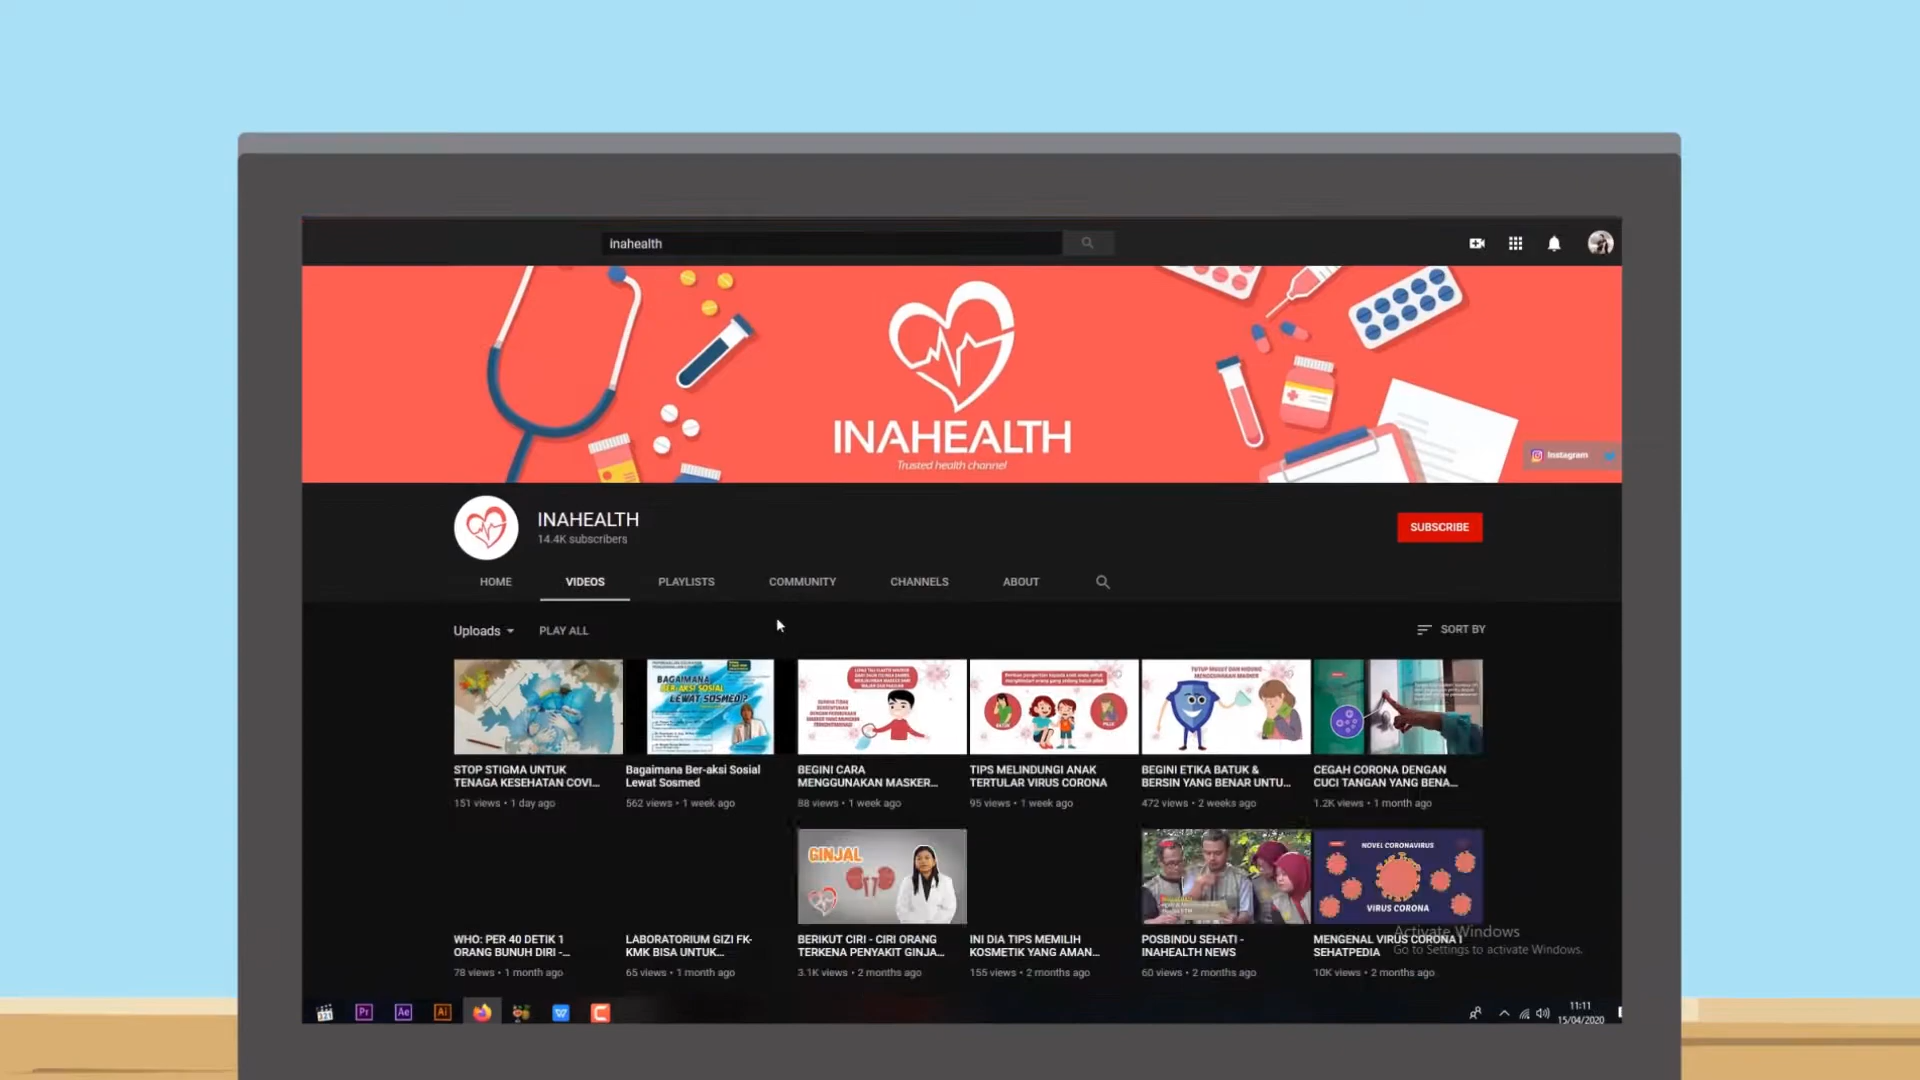 inahealth
INAHEALTH
Trusted health channel
Instagram
INAHEALTH
14.4K subscribers
SUBSCRIBE
HOME VIDEOS PLAYLISTS COMMUNITY CHANNELS ABOUT
Uploads PLAY ALL SORT BY
BAGAIMANA
BER-AKSI SOSIAL
LEWAT SOSMED?
TUTUP MULUT DAN HIDUNG
MENGGUNAKAN MASKER
STOP STIGMA UNTUK
TENAGA KESEHATAN COVI...
151 views • 1 day ago
Bagaimana Ber-aksi Sosial
Lewat Sosmed
562 views • 1 week ago
BEGINI CARA
MENGGUNAKAN MASKER...
88 views • 1 week ago
TIPS MELINDUNGI ANAK
TERTULAR VIRUS CORONA
95 views • 1 week ago
BEGINI ETIKA BATUK &
BERSIN YANG BENAR UNTU...
472 views • 2 weeks ago
CEGAH CORONA DENGAN
CUCI TANGAN YANG BENA...
1.2K views • 1 month ago
GINJAL
NOVEL CORONAVIRUS
VIRUS CORONA
WHO: PER 40 DETIK 1
ORANG BUNUH DIRI -...
78 views • 1 month ago
LABORATORIUM GIZI FK-
KMK BISA UNTUK...
65 views • 1 month ago
BERIKUT CIRI - CIRI ORANG
TERKENA PENYAKIT GINJA...
3.1K views • 2 months ago
INI DIA TIPS MEMILIH
KOSMETIK YANG AMAN...
155 views • 2 months ago
POSBINDU SEHATI -
INAHEALTH NEWS
60 views • 2 months ago
MENGENAL VIRUS CORONA I
SEHATPEDIA
10K views • 2 months ago
Activate Windows
Go to Settings to activate Windows.
Pr Ae Ai W
11:11
15/04/2020